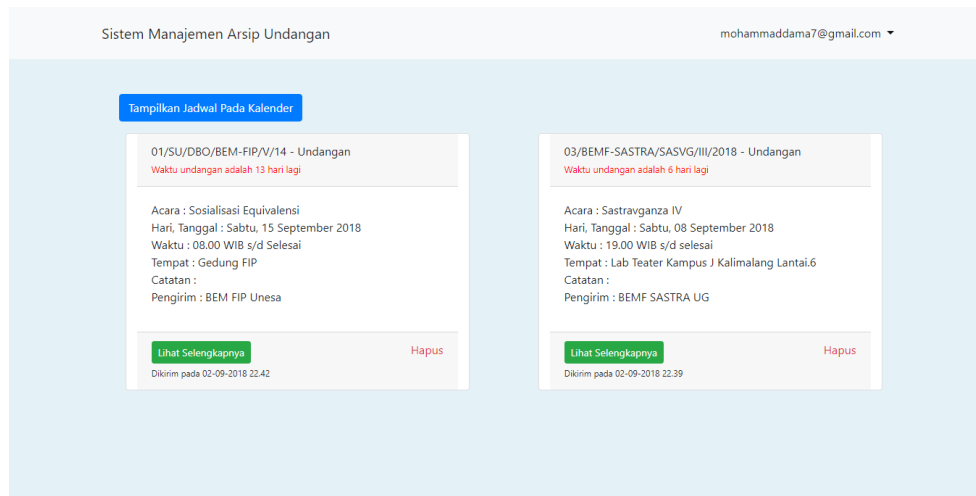 Sistem Manajemen Arsip Undangan
mohammaddama7@gmail.com
Tampilkan Jadwal Pada Kalender
01/SU/DBO/BEM-FIP/V/14 - Undangan
Waktu undangan adalah 13 hari lagi
Acara : Sosialisasi Equivalensi
Hari, Tanggal : Sabtu, 15 September 2018
Waktu : 08.00 WIB s/d Selesai
Tempat : Gedung FIP
Catatan :
Pengirim : BEM FIP Unesa
Lihat Selengkapnya
Hapus
Dikirim pada 02-09-2018 22.42
03/BEMF-SASTRA/SASVG/III/2018 - Undangan
Waktu undangan adalah 6 hari lagi
Acara : Sastravganza IV
Hari, Tanggal : Sabtu, 08 September 2018
Waktu : 19.00 WIB s/d selesai
Tempat : Lab Teater Kampus J Kalimalang Lantai.6
Catatan :
Pengirim : BEMF SASTRA UG
Lihat Selengkapnya
Hapus
Dikirim pada 02-09-2018 22.39